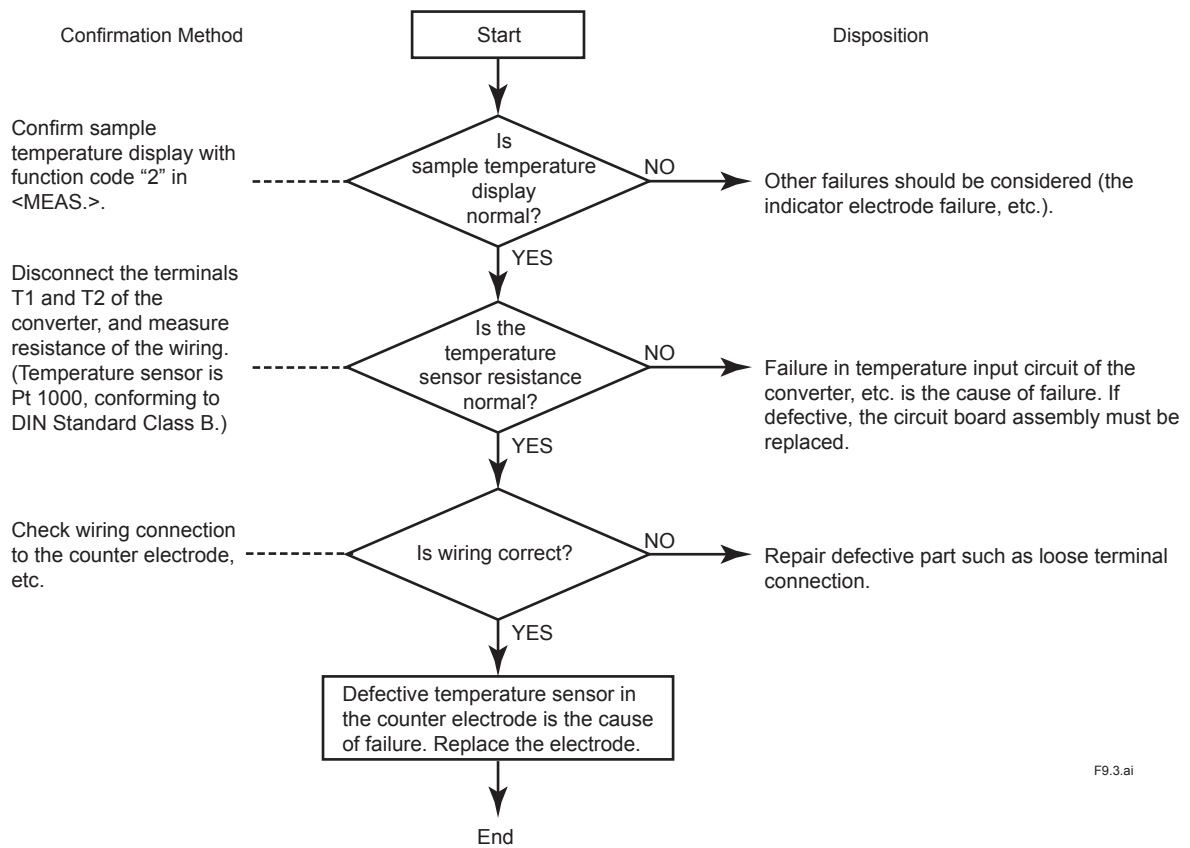 Confirmation Method
Start
Disposition
Confirm sample
temperature display with
function code “2” in
<MEAS.>.
Is
sample temperature
display
normal?
NO
Other failures should be considered (the
indicator electrode failure, etc.).
YES
Disconnect the terminals
T1 and T2 of the
converter, and measure
resistance of the wiring.
(Temperature sensor is
Pt 1000, conforming to
DIN Standard Class B.)
Is the
temperature
sensor resistance
normal?
NO
Failure in temperature input circuit of the
converter, etc. is the cause of failure. If
defective, the circuit board assembly must be
replaced.
YES
Check wiring connection
to the counter electrode,
etc.
Is wiring correct?
NO
Repair defective part such as loose terminal
connection.
YES
Defective temperature sensor in
the counter electrode is the cause
of failure. Replace the electrode.
F9.3.ai
End